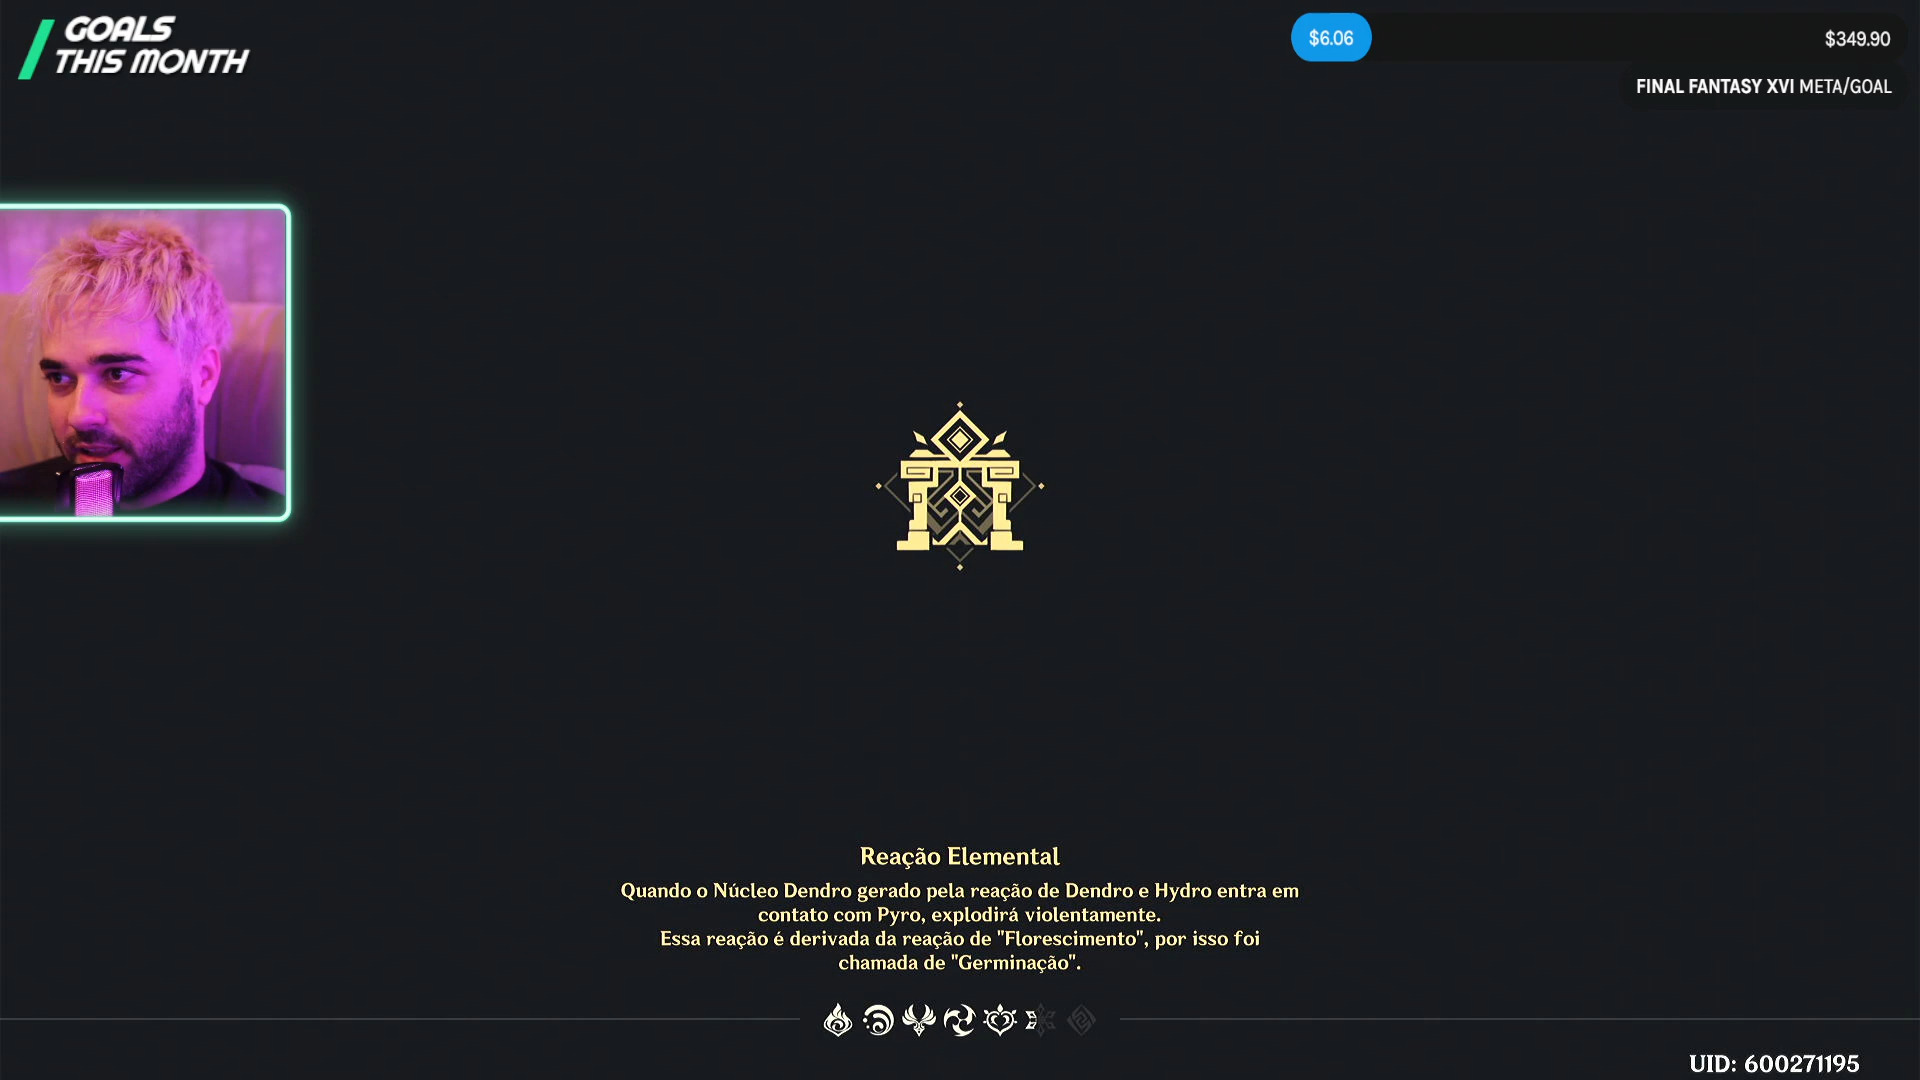 GOALS
THIS MONTH
$6.06
$349.90
FINAL FANTASY XVI META/GOAL
Reação Elemental
Quando o Núcleo Dendro gerado pela reação de Dendro e Hydro entra em
contato com Pyro, explodirá violentamente.
Essa reação é derivada da reação de "Florescimento", por isso foi
chamada de "Germinação".
UID: 600271195